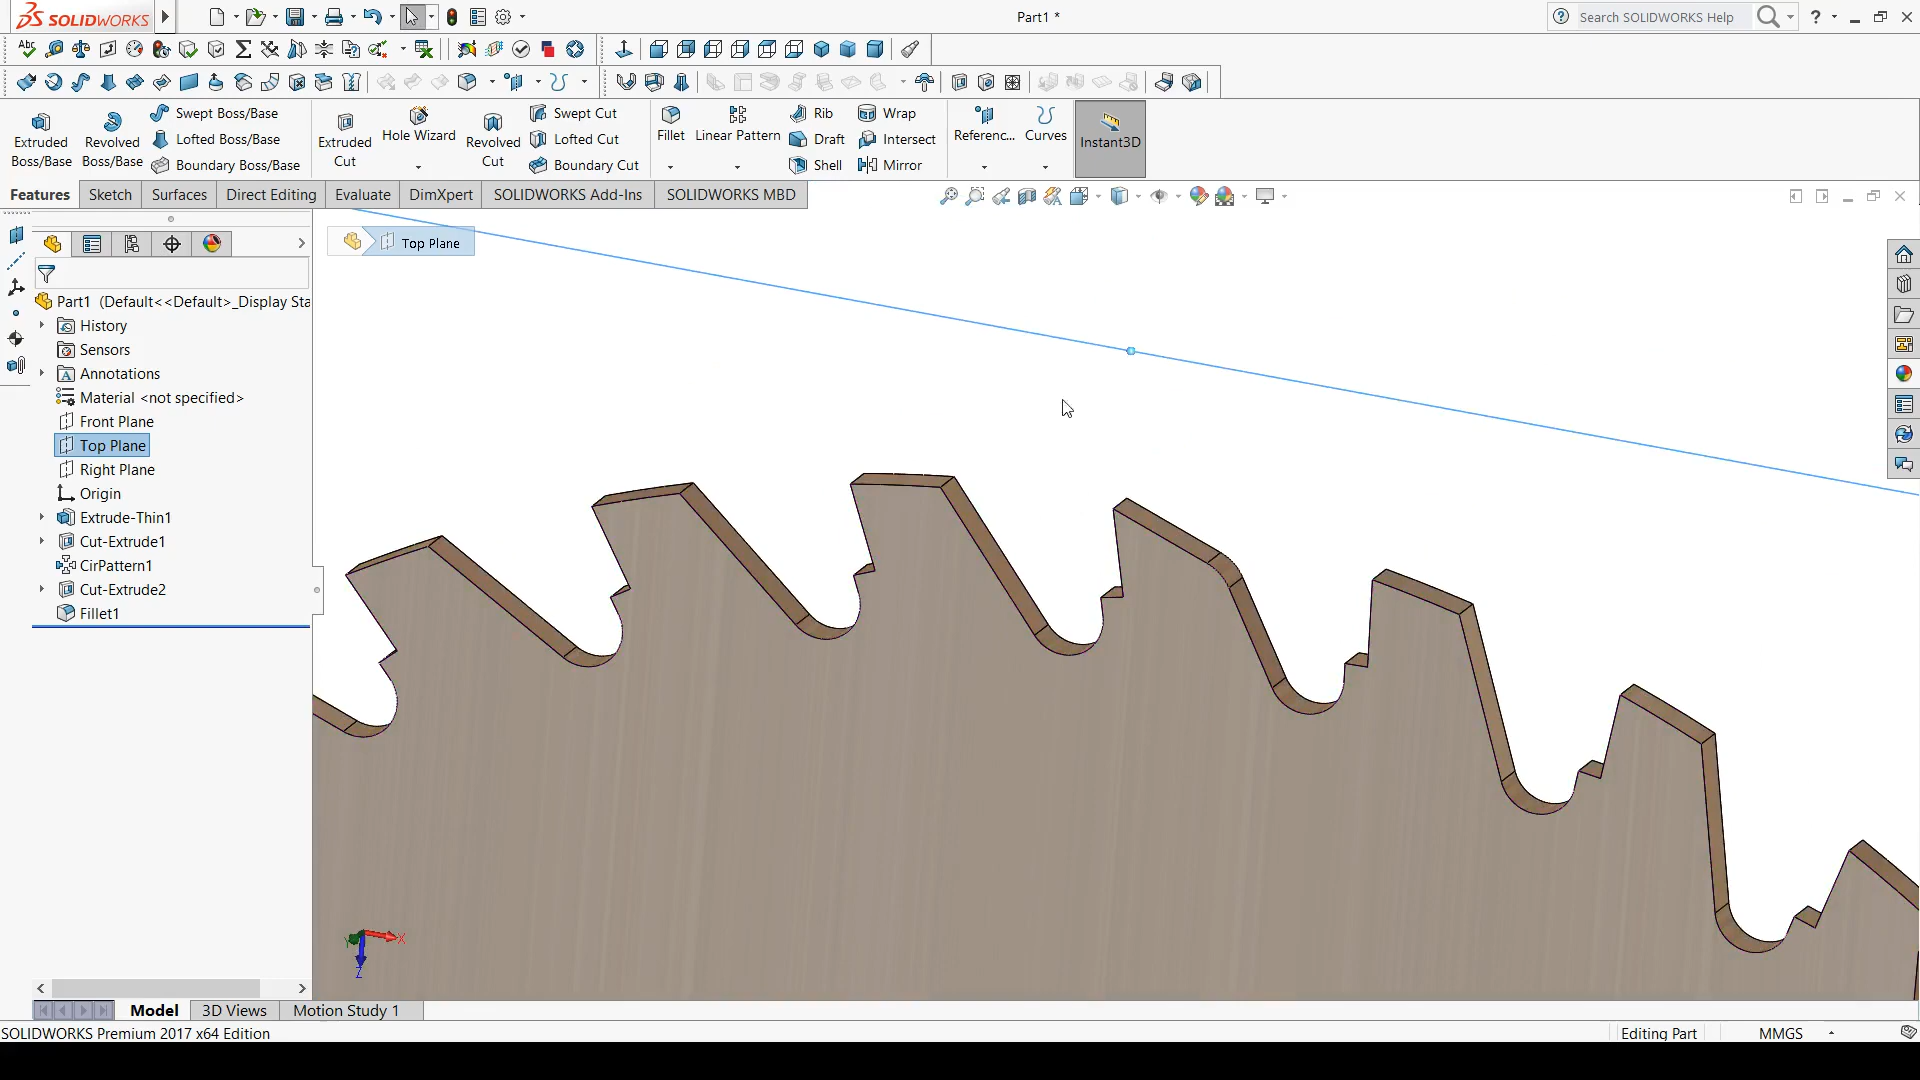 SOLIDWORKS
Part1 *
Search SOLIDWORKS Help
Extruded Boss/Base
Revolved Boss/Base
Swept Boss/Base
Lofted Boss/Base
Boundary Boss/Base
Extruded Cut
Hole Wizard
Revolved Cut
Swept Cut
Lofted Cut
Boundary Cut
Fillet
Linear Pattern
Rib
Draft
Shell
Wrap
Intersect
Mirror
Referenc...
Curves
Instant3D
Features
Sketch
Surfaces
Direct Editing
Evaluate
DimXpert
SOLIDWORKS Add-Ins
SOLIDWORKS MBD
Top Plane
Part1 (Default<<Default>_Display Sta
History
Sensors
Annotations
Material <not specified>
Front Plane
Top Plane
Right Plane
Origin
Extrude-Thin1
Cut-Extrude1
CirPattern1
Cut-Extrude2
Fillet1
X
Y
Z
Model
3D Views
Motion Study 1
SOLIDWORKS Premium 2017 x64 Edition
Editing Part
MMGS